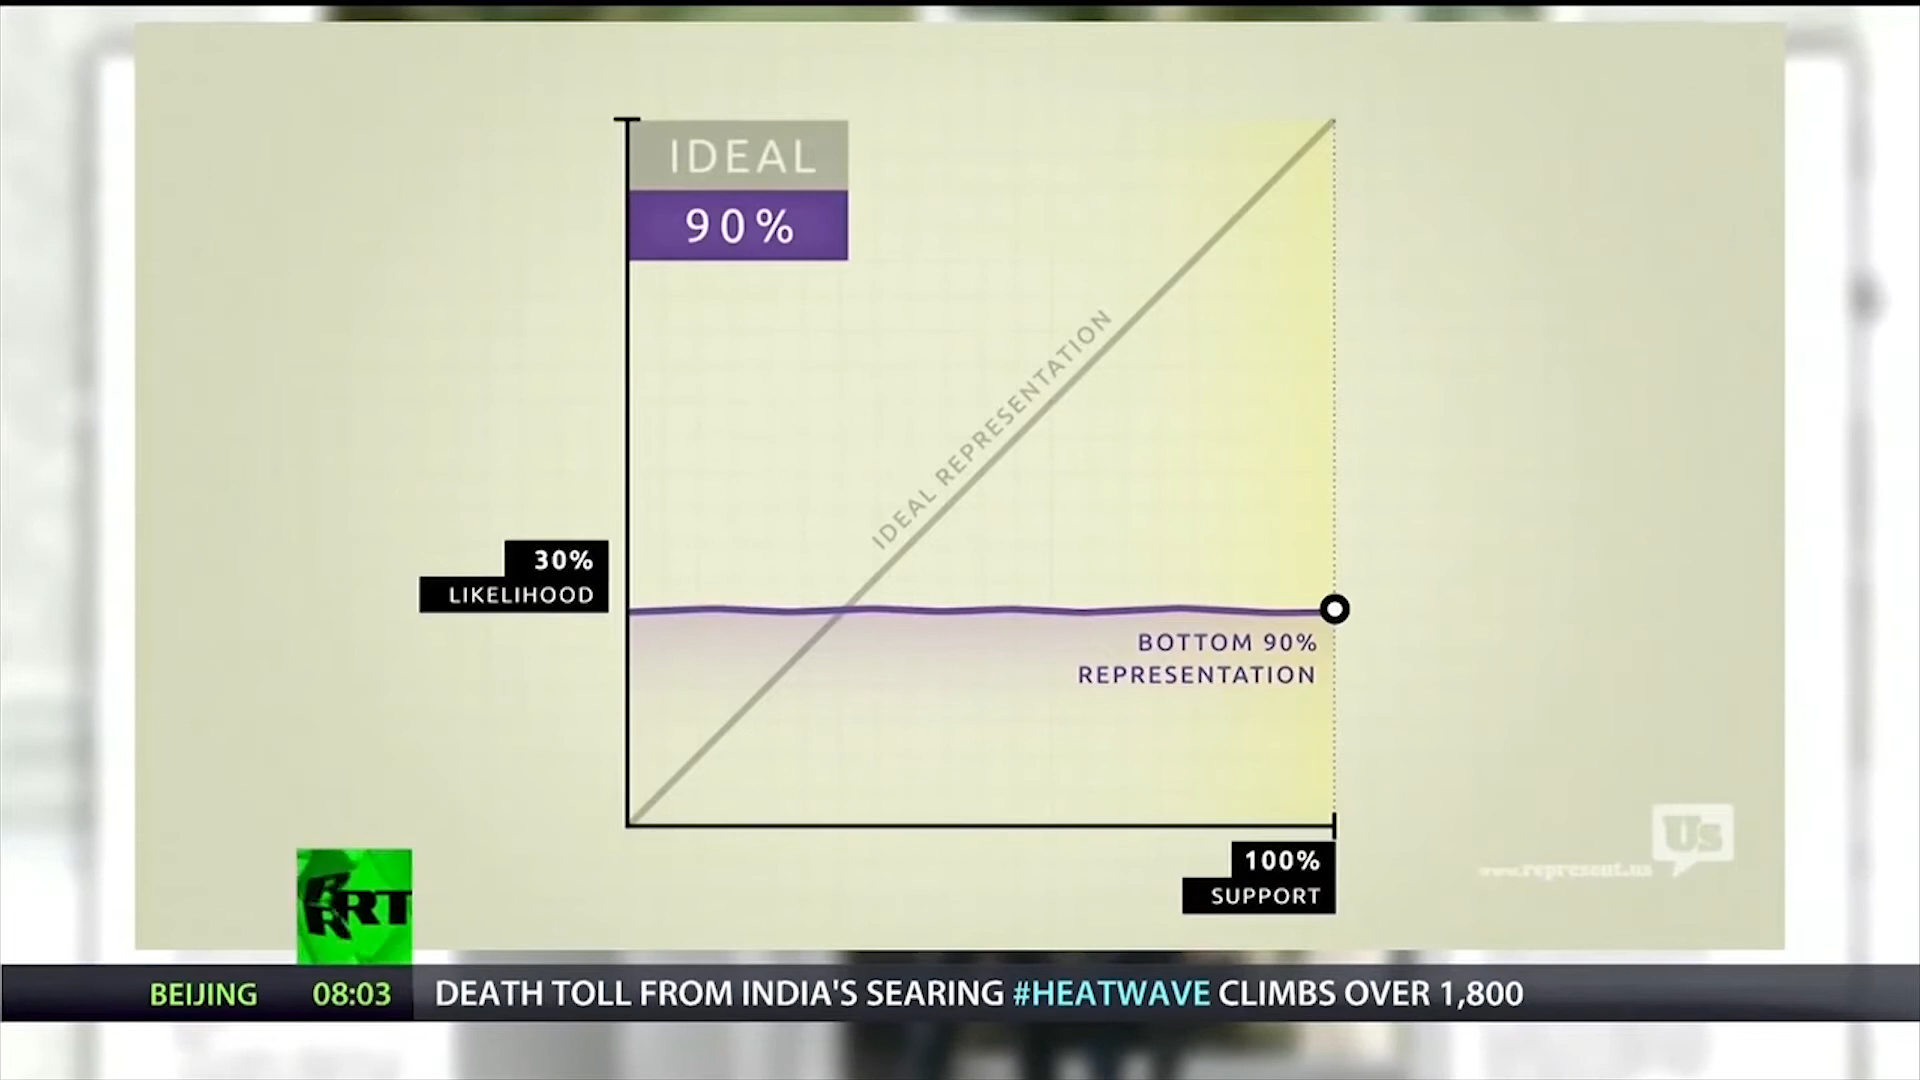 IDEAL
90%
IDEAL REPRESENTATION
30%
LIKELIHOOD
BOTTOM 90%
REPRESENTATION
100%
SUPPORT
Us
www.represent.us
RT
BEIJING 08:03 DEATH TOLL FROM INDIA'S SEARING #HEATWAVE CLIMBS OVER 1,800